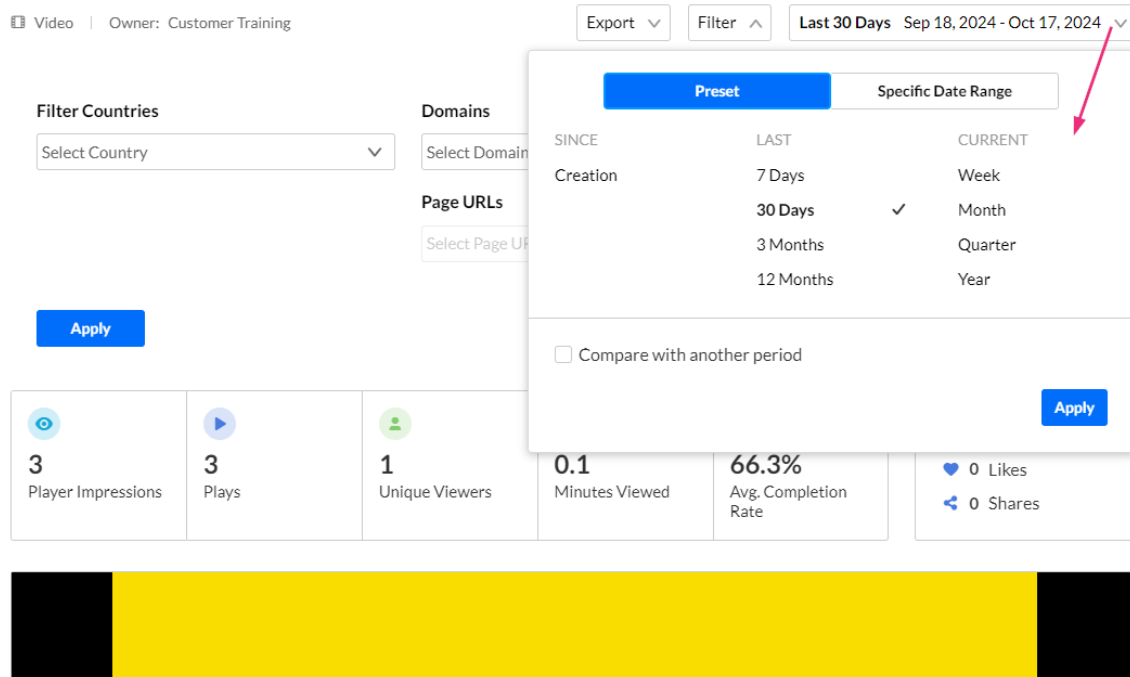 Video | Owner: Customer Training
Export
Filter
Last 30 Days Sep 18, 2024 - Oct 17, 2024
Filter Countries
Select Country
Domains
Select Domain
Page URLs
Select Page
Apply
Preset
Specific Date Range
SINCE
Creation
LAST
7 Days
30 Days
3 Months
12 Months
CURRENT
Week
Month
Quarter
Year
Compare with another period
Apply
3
Player Impressions
3
Plays
1
Unique Viewers
0.1
Minutes Viewed
66.3%
Avg. Completion
Rate
0 Likes
0 Shares